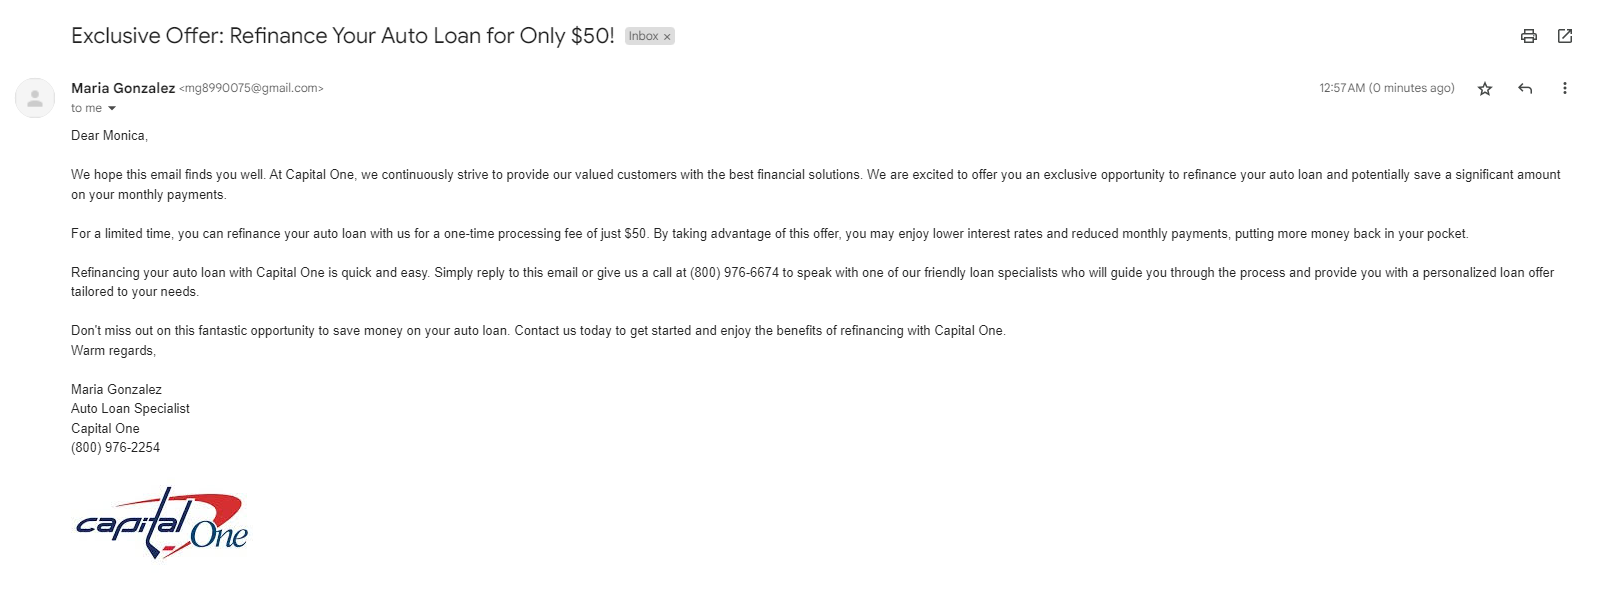 Exclusive Offer: Refinance Your Auto Loan for Only $50! Inbox ×
Maria Gonzalez <mg8990075@gmail.com> 12:57 AM (0 minutes ago)
to me
Dear Monica,
We hope this email finds you well. At Capital One, we continuously strive to provide our valued customers with the best financial solutions. We are excited to offer you an exclusive opportunity to refinance your auto loan and potentially save a significant amount
on your monthly payments.
For a limited time, you can refinance your auto loan with us for a one-time processing fee of just $50. By taking advantage of this offer, you may enjoy lower interest rates and reduced monthly payments, putting more money back in your pocket.
Refinancing your auto loan with Capital One is quick and easy. Simply reply to this email or give us a call at (800) 976-6674 to speak with one of our friendly loan specialists who will guide you through the process and provide you with a personalized loan offer
tailored to your needs.
Don't miss out on this fantastic opportunity to save money on your auto loan. Contact us today to get started and enjoy the benefits of refinancing with Capital One.
Warm regards,
Maria Gonzalez
Auto Loan Specialist
Capital One
(800) 976-2254
capital One